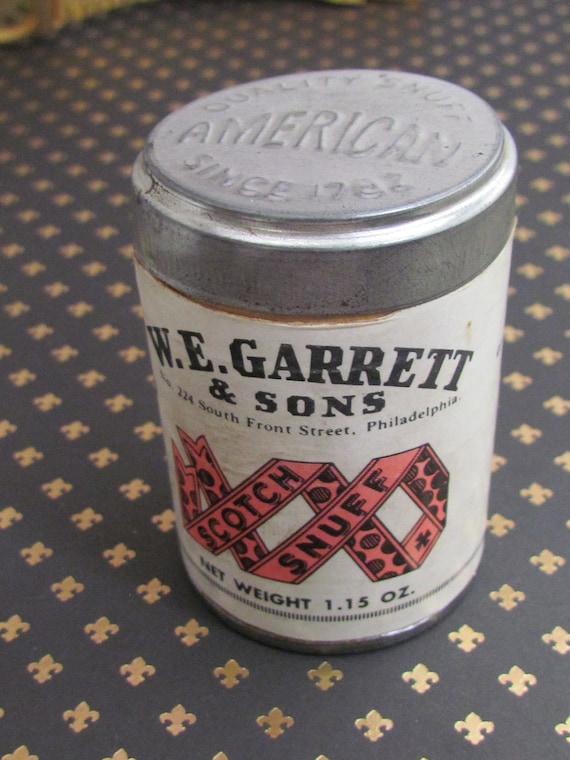 QUALITY SNUFF
AMERICAN
SINCE 1782
W.E. GARRETT
& SONS
No. 224 South Front Street, Philadelphia.
SCOTCH
SNUFF
NET WEIGHT 1.15 OZ.